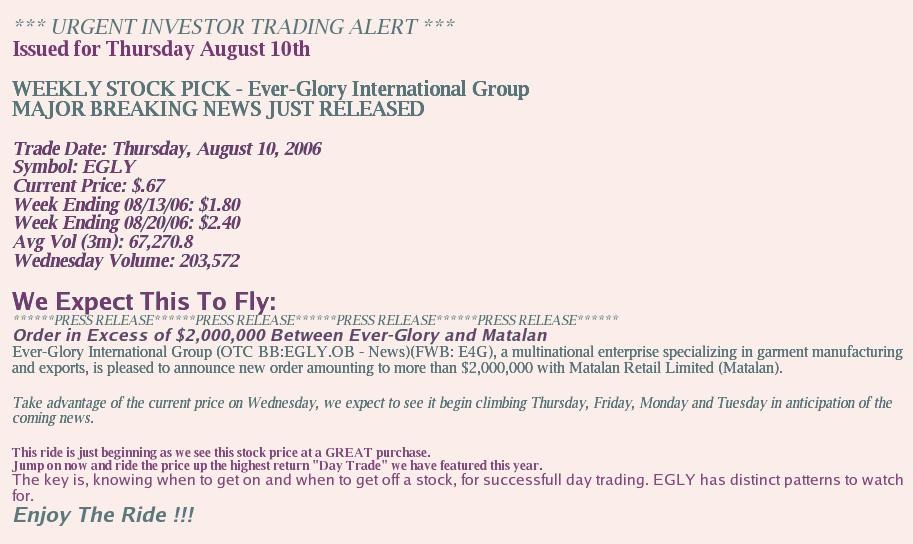 *** URGENT INVESTOR TRADING ALERT ***
Issued for Thursday August 10th
WEEKLY STOCK PICK - Ever-Glory International Group
MAJOR BREAKING NEWS JUST RELEASED
Trade Date: Thursday, August 10, 2006
Symbol: EGLY
Current Price: $.67
Week Ending 08/13/06: $1.80
Week Ending 08/20/06: $2.40
Avg Vol (3m): 67,270.8
Wednesday Volume: 203,572
We Expect This To Fly:
******PRESS RELEASE******PRESS RELEASE******PRESS RELEASE******PRESS RELEASE******
Order in Excess of $2,000,000 Between Ever-Glory and Matalan
Ever-Glory International Group (OTC BB:EGLY.OB - News)(FWB: E4G), a multinational enterprise specializing in garment manufacturing
and exports, is pleased to announce new order amounting to more than $2,000,000 with Matalan Retail Limited (Matalan).
Take advantage of the current price on Wednesday, we expect to see it begin climbing Thursday, Friday, Monday and Tuesday in anticipation of the
coming news.
This ride is just beginning as we see this stock price at a GREAT purchase.
Jump on now and ride the price up the highest return "Day Trade" we have featured this year.
The key is, knowing when to get on and when to get off a stock, for successfull day trading. EGLY has distinct patterns to watch
for.
Enjoy The Ride !!!